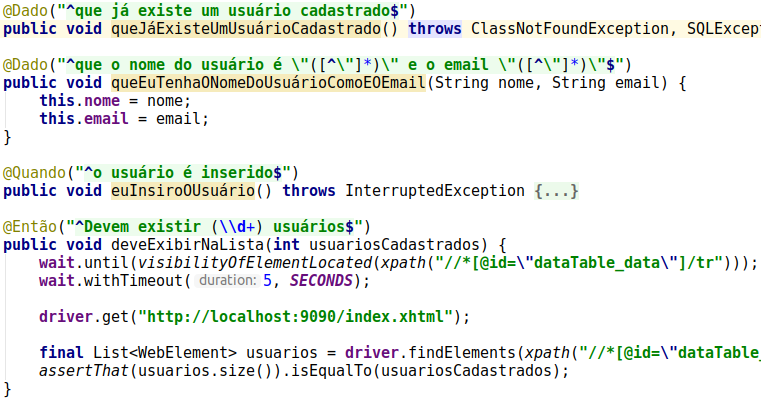 @Dado("^que já existe um usuário cadastrado$")
public void queJáExisteUmUsuárioCadastrado() throws ClassNotFoundException, SQLExcept
@Dado("^que o nome do usuário é \"([^\"]*)\" e o email \"([^\"]*)\"$")
public void queEuTenhaONomeDoUsuárioComoEOEmail(String nome, String email) {
this.nome = nome;
this.email = email;
}
@Quando("^o usuário é inserido$")
public void euInsiroOUsuário() throws InterruptedException {...}
@Então("^Devem existir (\\d+) usuários$")
public void deveExibirNaLista(int usuariosCadastrados) {
wait.until(visibilityOfElementLocated(xpath("//*[@id=\"dataTable_data\"]/tr")));
wait.withTimeout( duration: 5, SECONDS);
driver.get("http://localhost:9090/index.xhtml");
final List<WebElement> usuarios = driver.findElements(xpath("//*[@id=\"dataTable_
assertThat(usuarios.size()).isEqualTo(usuariosCadastrados);
}